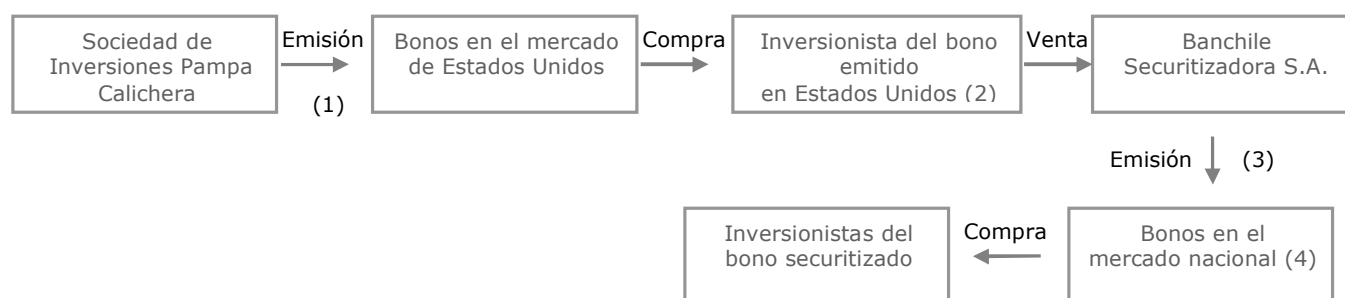 Sociedad de
Inversiones Pampa
Calichera
Emisión
(1)
Bonos en el mercado
de Estados Unidos
Compra
Inversionista del bono
emitido
en Estados Unidos (2)
Venta
Banchile
Securitizadora S.A.
Emisión (3)
Bonos en el
mercado nacional (4)
Compra
Inversionistas del
bono securitizado